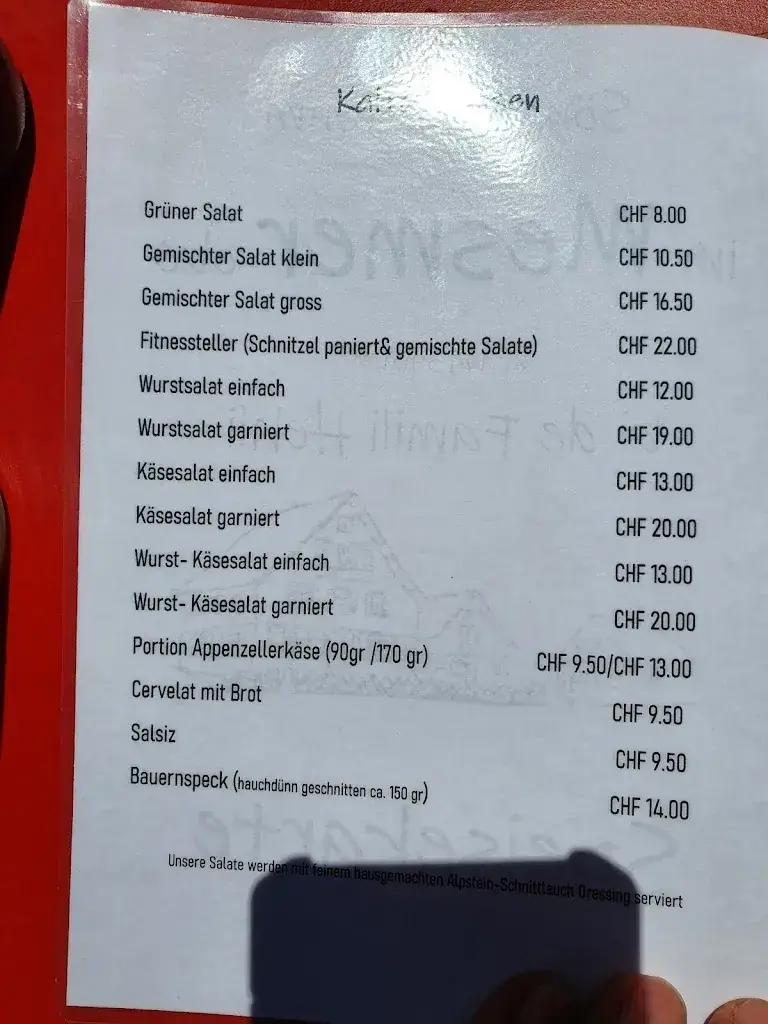 Grüner Salat CHF 8.00
Gemischter Salat klein CHF 10.50
Gemischter Salat gross CHF 16.50
Fitnessteller (Schnitzel paniert& gemischte Salate) CHF 22.00
Wurstsalat einfach CHF 12.00
Wurstsalat garniert CHF 19.00
Käsesalat einfach CHF 13.00
Käsesalat garniert CHF 20.00
Wurst- Käsesalat einfach CHF 13.00
Wurst- Käsesalat garniert CHF 20.00
Portion Appenzellerkäse (90gr /170 gr) CHF 9.50/CHF 13.00
Cervelat mit Brot CHF 9.50
Salsiz CHF 9.50
Bauernspeck (hauchdünn geschnitten ca. 150 gr) CHF 14.00
Unsere Salate werden mit feinem hausgemachten Alpstein-Schnittlauch Dressing serviert